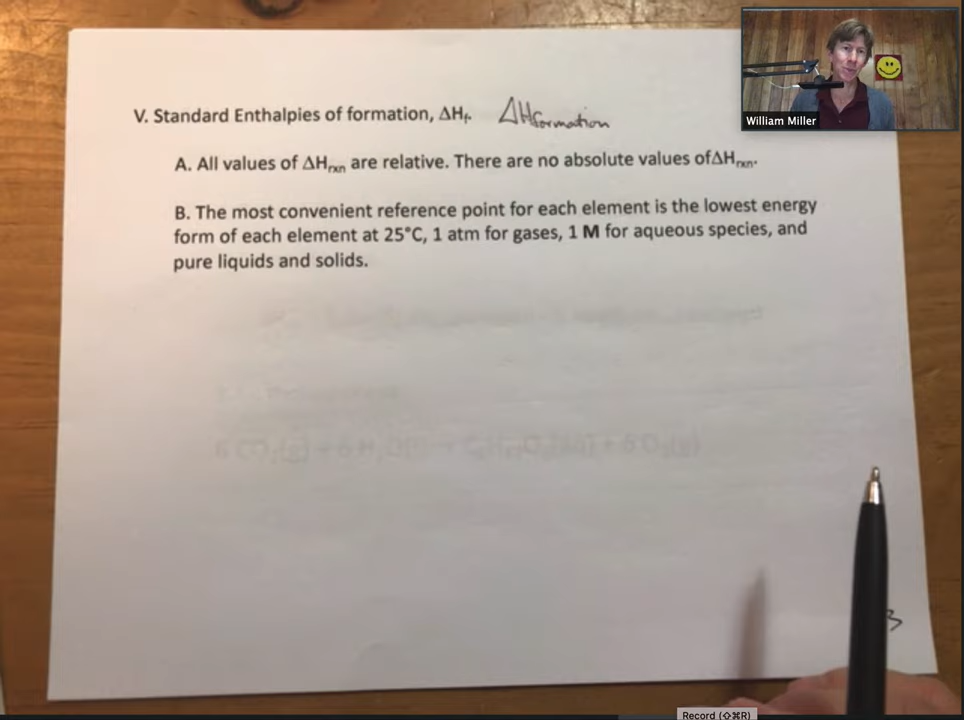 V. Standard Enthalpies of formation, ΔHf. ΔHformation
A. All values of ΔHrxn are relative. There are no absolute values ofΔHrxn.
B. The most convenient reference point for each element is the lowest energy
form of each element at 25°C, 1 atm for gases, 1 M for aqueous species, and
pure liquids and solids.
William Miller
3
Record (⇧⌘R)